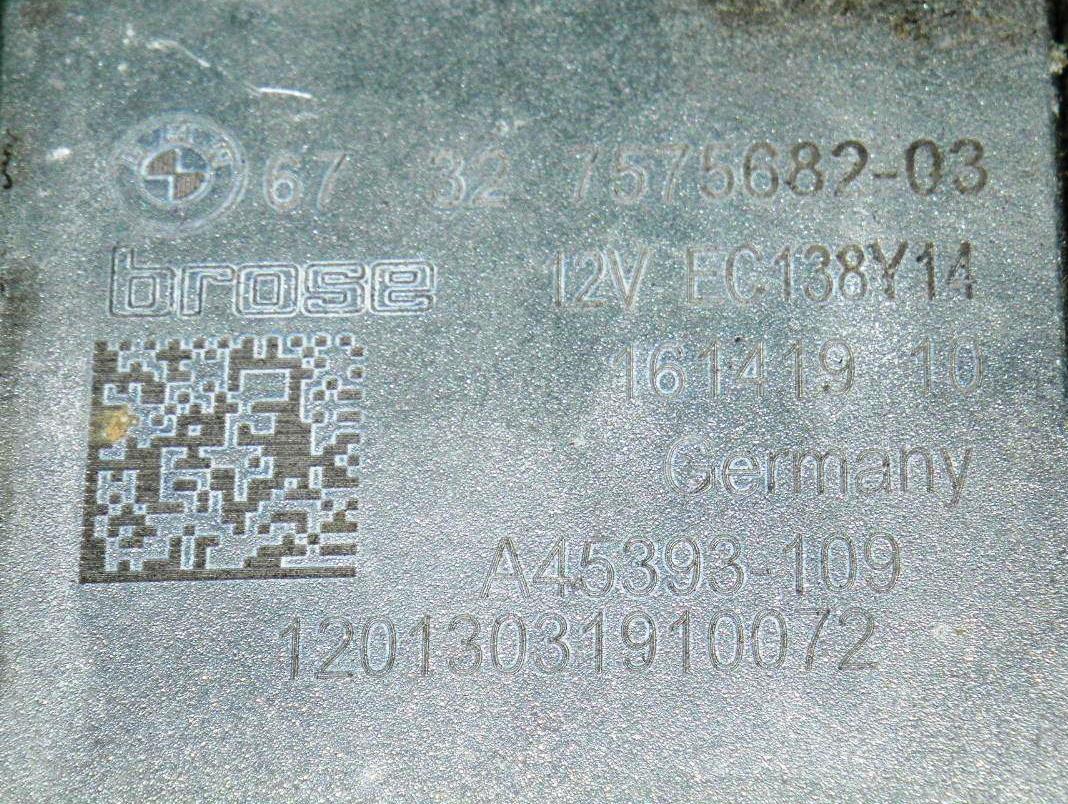 67 32 7575682-03
brose 12V EC138Y14
161419 10
Germany
A45393-109
12013031910072